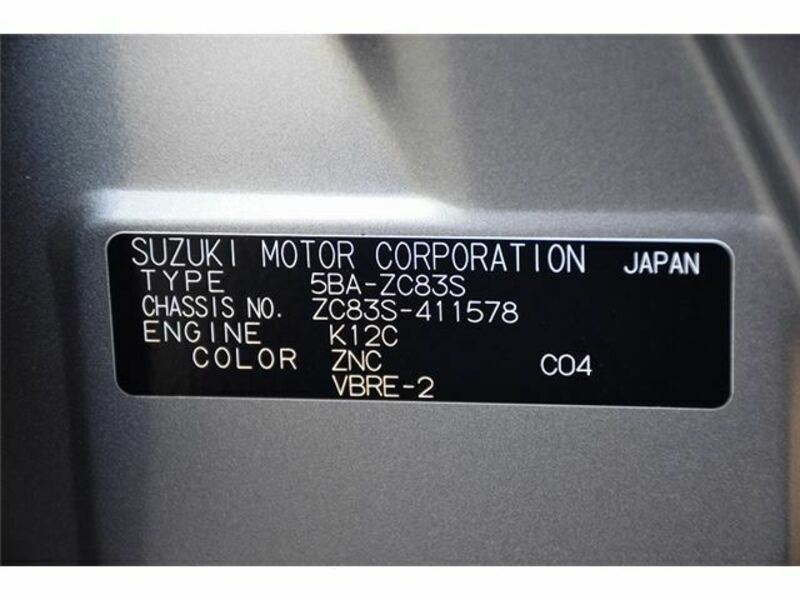 SUZUKI MOTOR CORPORATION JAPAN
TYPE 5BA-ZC83S
CHASSIS NO. ZC83S-411578
ENGINE K12C
COLOR ZNC C04
VBRE-2